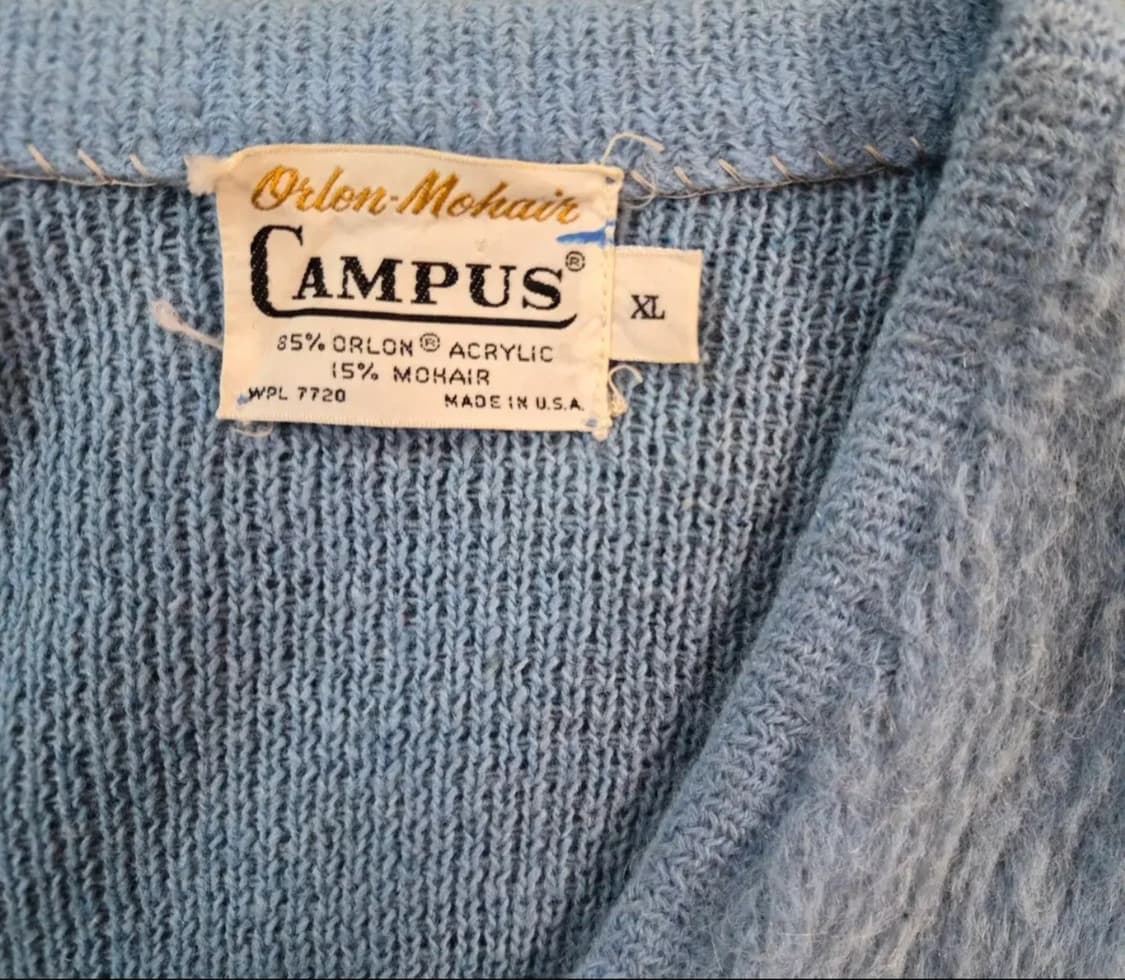 Orlon-Mohair
CAMPUS®
85% ORLON® ACRYLIC
15% MOHAIR
WPL 7720 MADE IN U.S.A.
XL